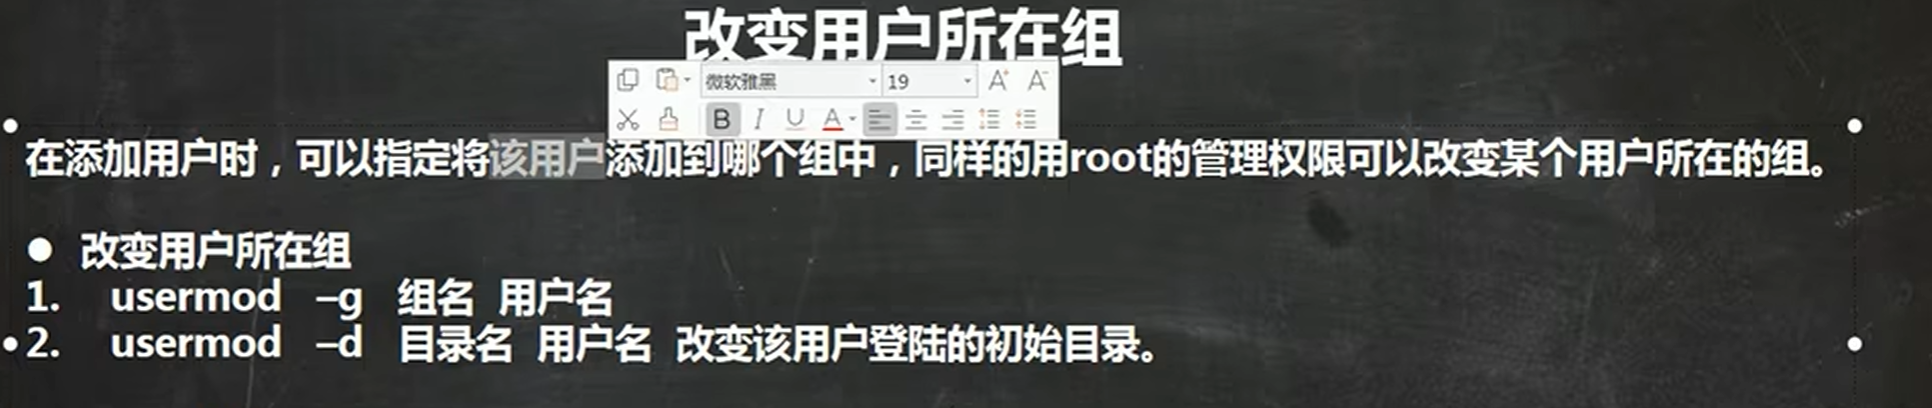 改变用户所在组
微软雅黑 19 A+ A-
B I U A
在添加用户时，可以指定将该用户添加到哪个组中，同样的用root的管理权限可以改变某个用户所在的组。
● 改变用户所在组
1. usermod –g 组名 用户名
2. usermod –d 目录名 用户名 改变该用户登陆的初始目录。